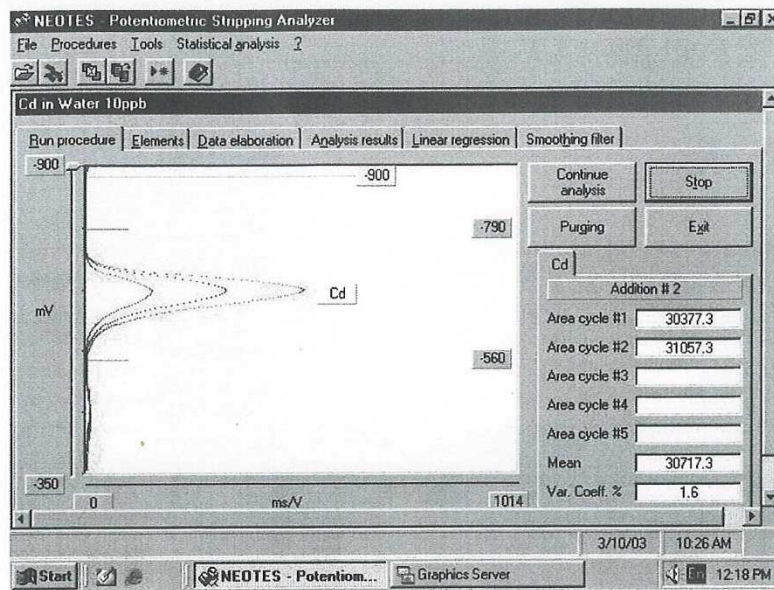 NEOTES - Potentiometric Stripping Analyzer
File Procedures Tools Statistical analysis ?
Cd in Water 10ppb
Run procedure Elements Data elaboration Analysis results Linear regression Smoothing filter
-900
-900
-790
Cd
mV
-560
-350
0
ms/V
1014
Continue analysis
Stop
Purging
Exit
Cd
Addition # 2
Area cycle #1 30377.3
Area cycle #2 31057.3
Area cycle #3
Area cycle #4
Area cycle #5
Mean 30717.3
Var. Coeff. % 1.6
3/10/03 10:26 AM
Start NEOTES - Potentiom... Graphics Server En 12:18 PM